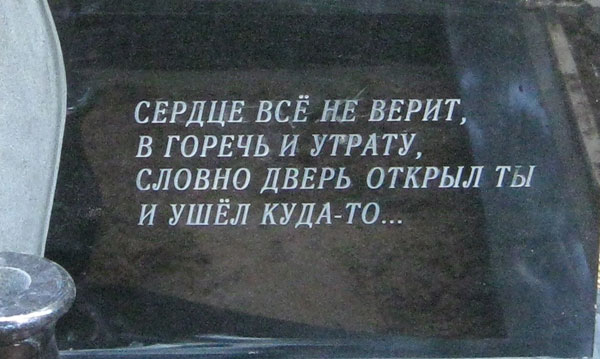 СЕРДЦЕ ВСЁ НЕ ВЕРИТ,
В ГОРЕЧЬ И УТРАТУ,
СЛОВНО ДВЕРЬ ОТКРЫЛ ТЫ
И УШЁЛ КУДА-ТО...